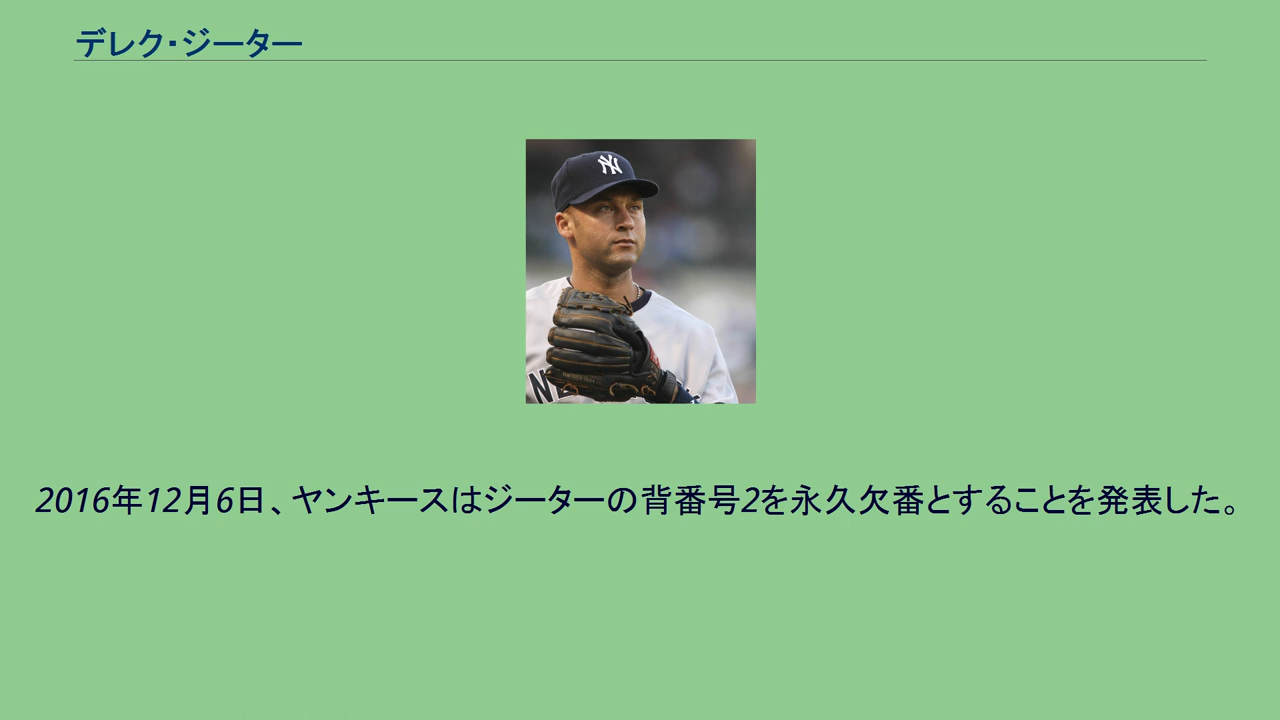 デレク・ジーター
NY
NE
2016年12月6日、ヤンキースはジーターの背番号2を永久欠番とすることを発表した。